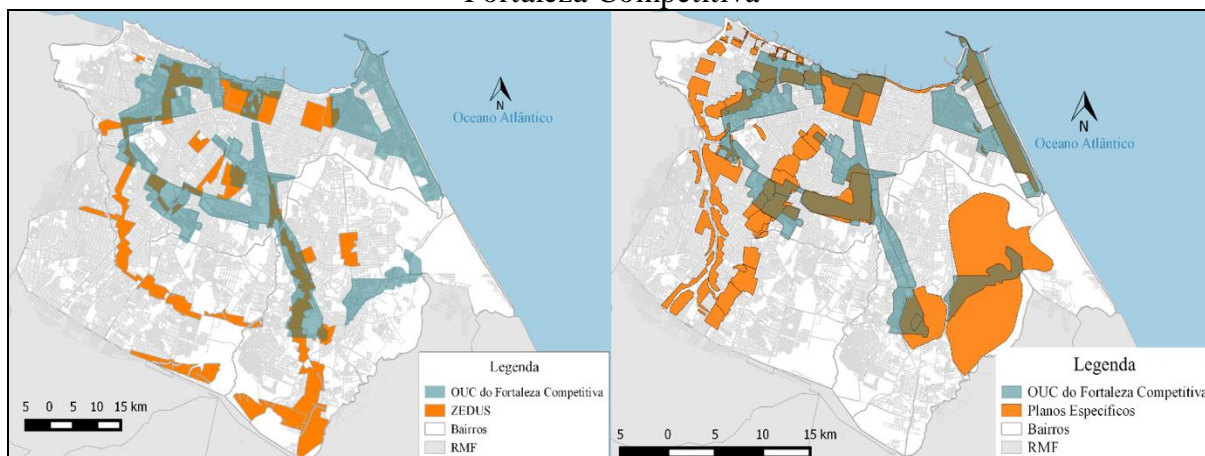 Fortaleza Competitiva
N
Oceano Atlântico
Legenda
OUC do Fortaleza Competitiva
ZEDUS
Bairros
RMF
5 0 5 10 15 km
N
Oceano Atlântico
Legenda
OUC do Fortaleza Competitiva
Planos Específicos
Bairros
RMF
5 0 5 10 15 km